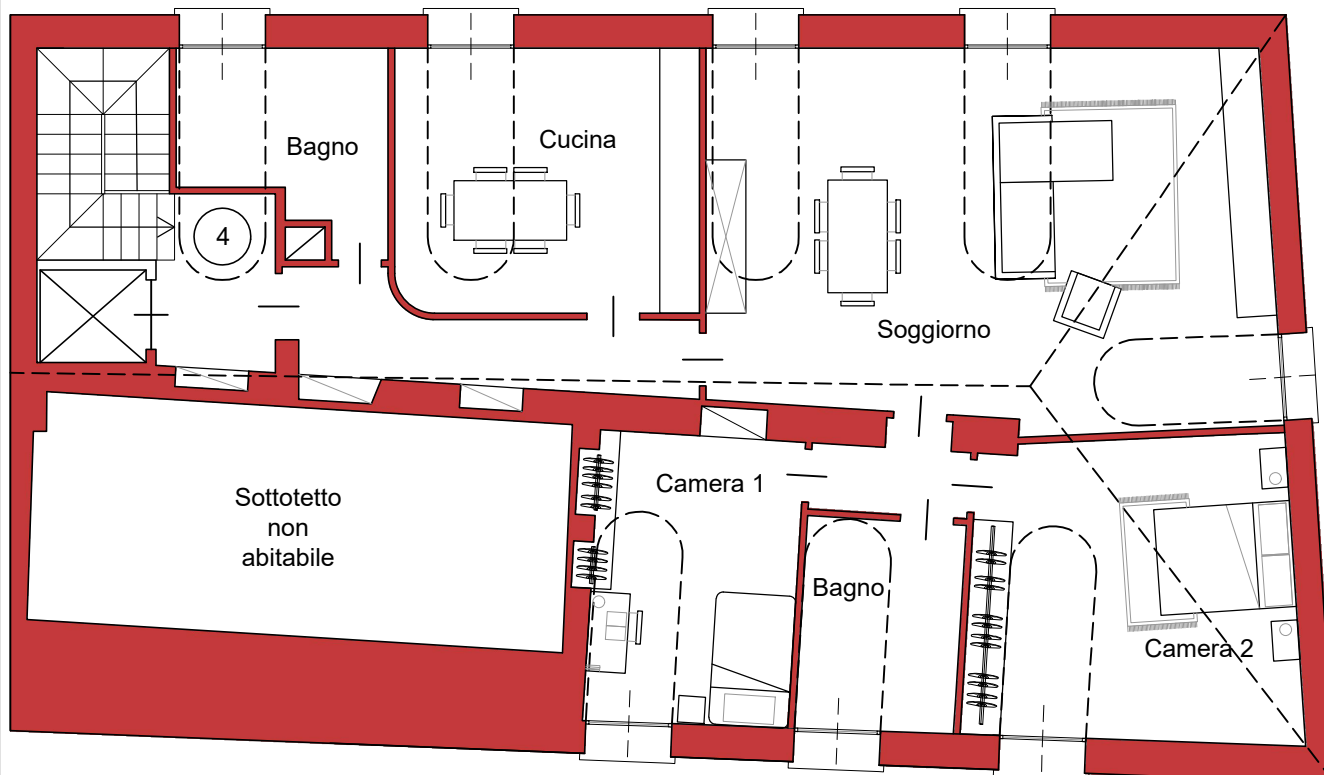 Bagno
Cucina
4
Soggiorno
Camera 1
Sottotetto
non
abitabile
Bagno
Camera 2